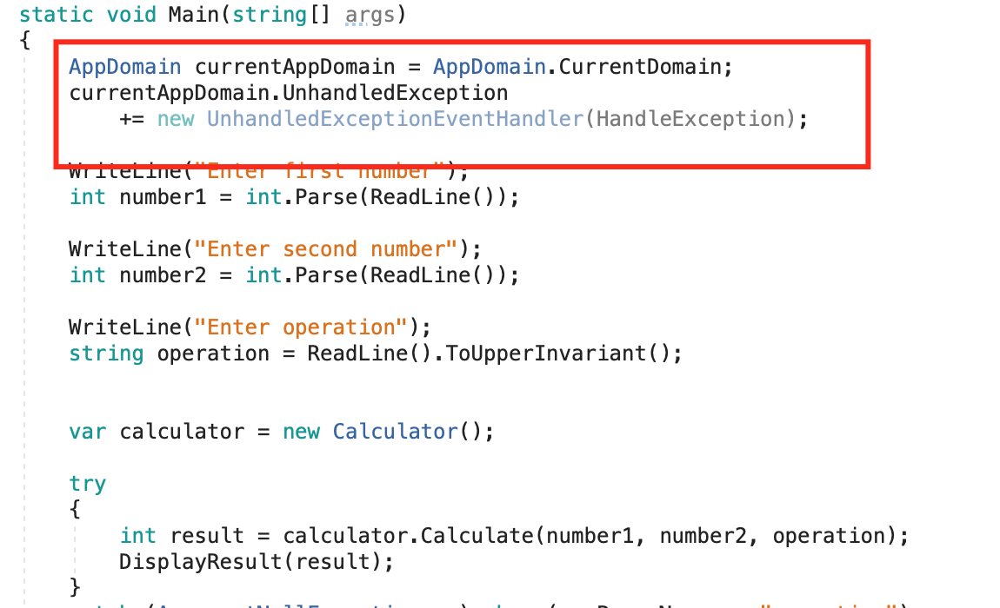 static void Main(string[] args)
{
AppDomain currentAppDomain = AppDomain.CurrentDomain;
currentAppDomain.UnhandledException
+= new UnhandledExceptionEventHandler(HandleException);
WriteLine("Enter first number");
int number1 = int.Parse(ReadLine());
WriteLine("Enter second number");
int number2 = int.Parse(ReadLine());
WriteLine("Enter operation");
string operation = ReadLine().ToUpperInvariant();
var calculator = new Calculator();
try
{
int result = calculator.Calculate(number1, number2, operation);
DisplayResult(result);
}